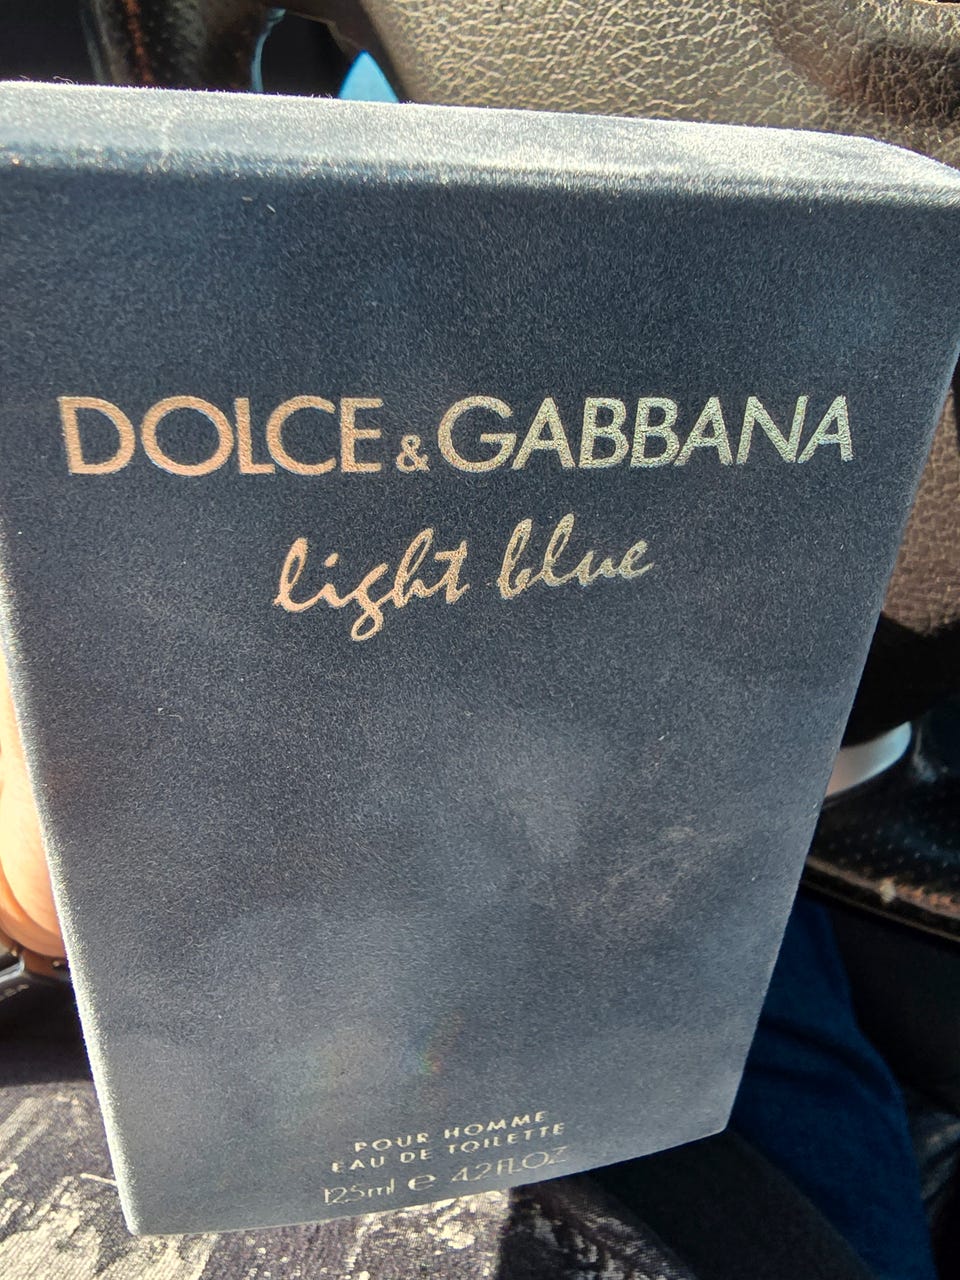 DOLCE & GABBANA
light blue
POUR HOMME
EAU DE TOILETTE
125ml e 4.2FL.OZ